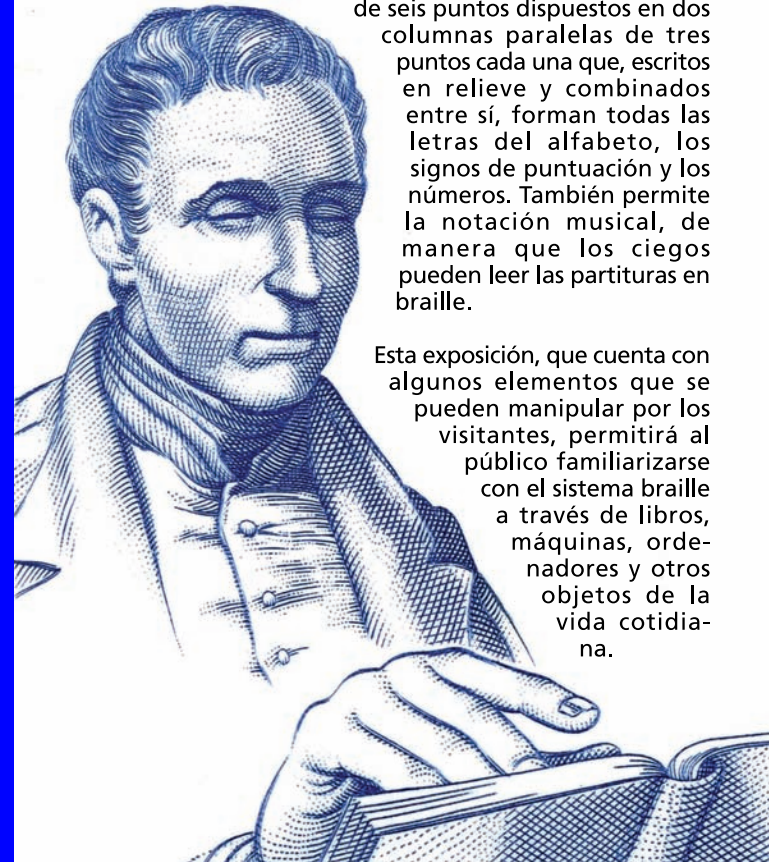 de seis puntos dispuestos en dos
columnas paralelas de tres
puntos cada una que, escritos
en relieve y combinados
entre sí, forman todas las
letras del alfabeto, los
signos de puntuación y los
números. También permite
la notación musical, de
manera que los ciegos
pueden leer las partituras en
braille.
Esta exposición, que cuenta con
algunos elementos que se
pueden manipular por los
visitantes, permitirá al
público familiarizarse
con el sistema braille
a través de libros,
máquinas, orde-
nadores y otros
objetos de la
vida cotidia-
na.